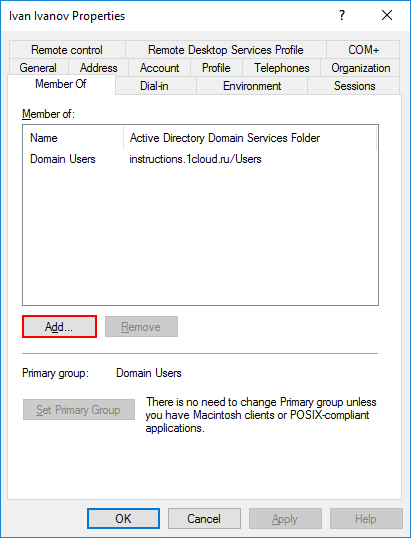 Ivan Ivanov Properties ? ×
Remote control Remote Desktop Services Profile COM+
General Address Account Profile Telephones Organization
Member Of Dial-in Environment Sessions
Member of:
Name Active Directory Domain Services Folder
Domain Users instructions.1cloud.ru/Users
Add... Remove
Primary group: Domain Users
Set Primary Group There is no need to change Primary group unless
you have Macintosh clients or POSIX-compliant
applications.
OK Cancel Apply Help